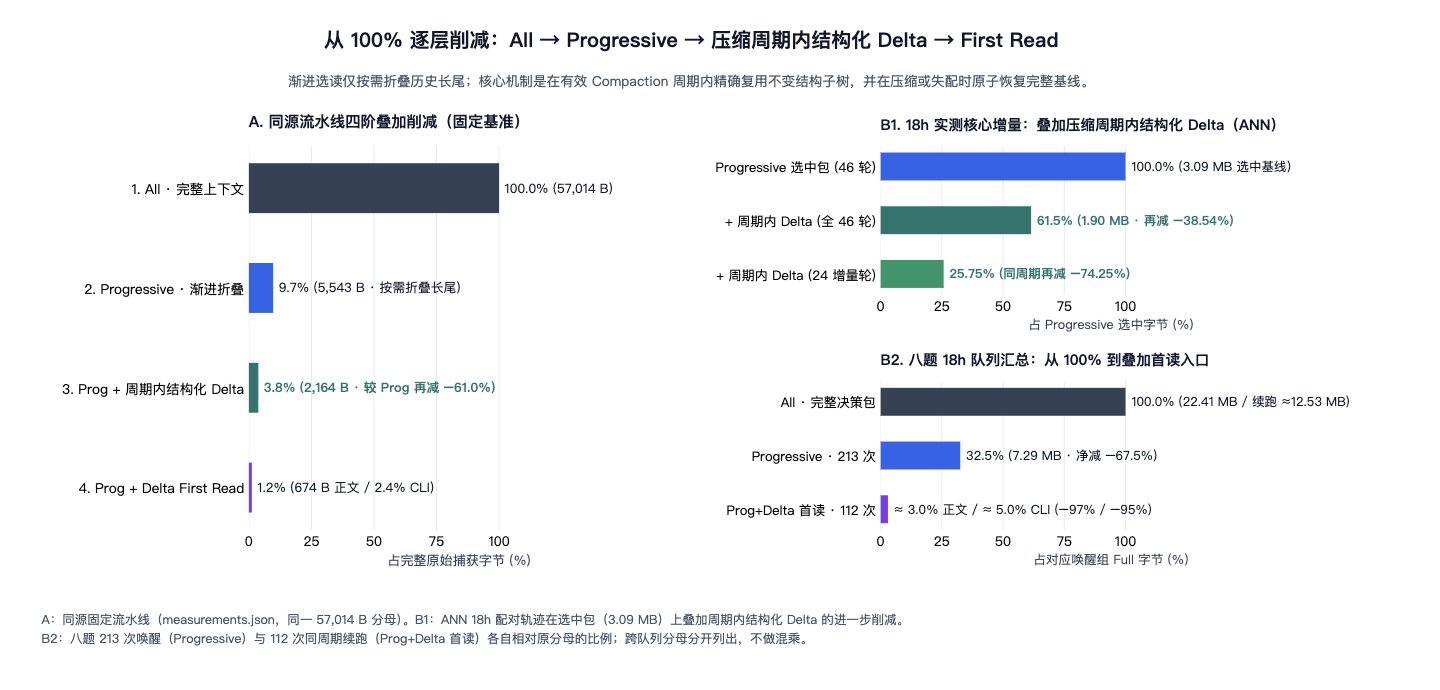 从 100% 逐层削减：All → Progressive → 压缩周期内结构化 Delta → First Read
渐进选读仅按需折叠历史长尾；核心机制是在有效 Compaction 周期内精确复用不变结构子树，并在压缩或失配时原子恢复完整基线。
A. 同源流水线四阶叠加削减（固定基准）
1. All · 完整上下文
100.0% (57,014 B)
2. Progressive · 渐进折叠
9.7% (5,543 B · 按需折叠长尾)
3. Prog + 周期内结构化 Delta
3.8% (2,164 B · 较 Prog 再减 −61.0%)
4. Prog + Delta First Read
1.2% (674 B 正文 / 2.4% CLI)
0 25 50 75 100
占完整原始捕获字节 (%)
B1. 18h 实测核心增量：叠加压缩周期内结构化 Delta（ANN）
Progressive 选中包 (46 轮)
100.0% (3.09 MB 选中基线)
+ 周期内 Delta (全 46 轮)
61.5% (1.90 MB · 再减 −38.54%)
+ 周期内 Delta (24 增量轮)
25.75% (同周期再减 −74.25%)
0 25 50 75 100
占 Progressive 选中字节 (%)
B2. 八题 18h 队列汇总：从 100% 到叠加首读入口
All · 完整决策包
100.0% (22.41 MB / 续跑 ≈12.53 MB)
Progressive · 213 次
32.5% (7.29 MB · 净减 −67.5%)
Prog+Delta 首读 · 112 次
≈ 3.0% 正文 / ≈ 5.0% CLI (−97% / −95%)
0 25 50 75 100
占对应唤醒组 Full 字节 (%)
A：同源固定流水线（measurements.json，同一 57,014 B 分母）。B1：ANN 18h 配对轨迹在选中包（3.09 MB）上叠加周期内结构化 Delta 的进一步削减。
B2：八题 213 次唤醒（Progressive）与 112 次同周期续跑（Prog+Delta 首读）各自相对原分母的比例；跨队列分母分开列出，不做混乘。